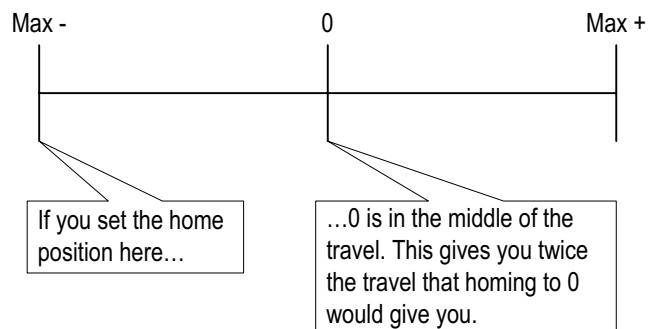 Max -
0
Max +
If you set the home
position here…
…0 is in the middle of the
travel. This gives you twice
the travel that homing to 0
would give you.